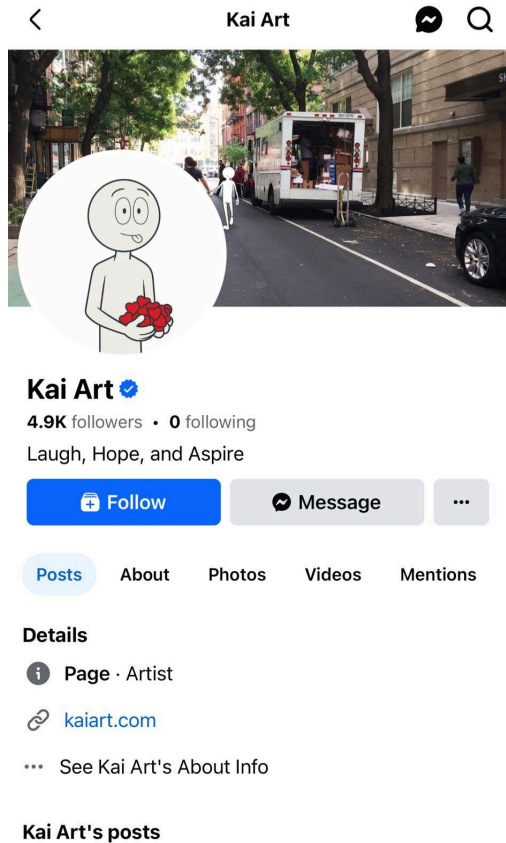 Kai Art
Kai Art
4.9K followers • 0 following
Laugh, Hope, and Aspire
Follow
Message
Posts About Photos Videos Mentions
Details
Page · Artist
kaiart.com
See Kai Art's About Info
Kai Art's posts